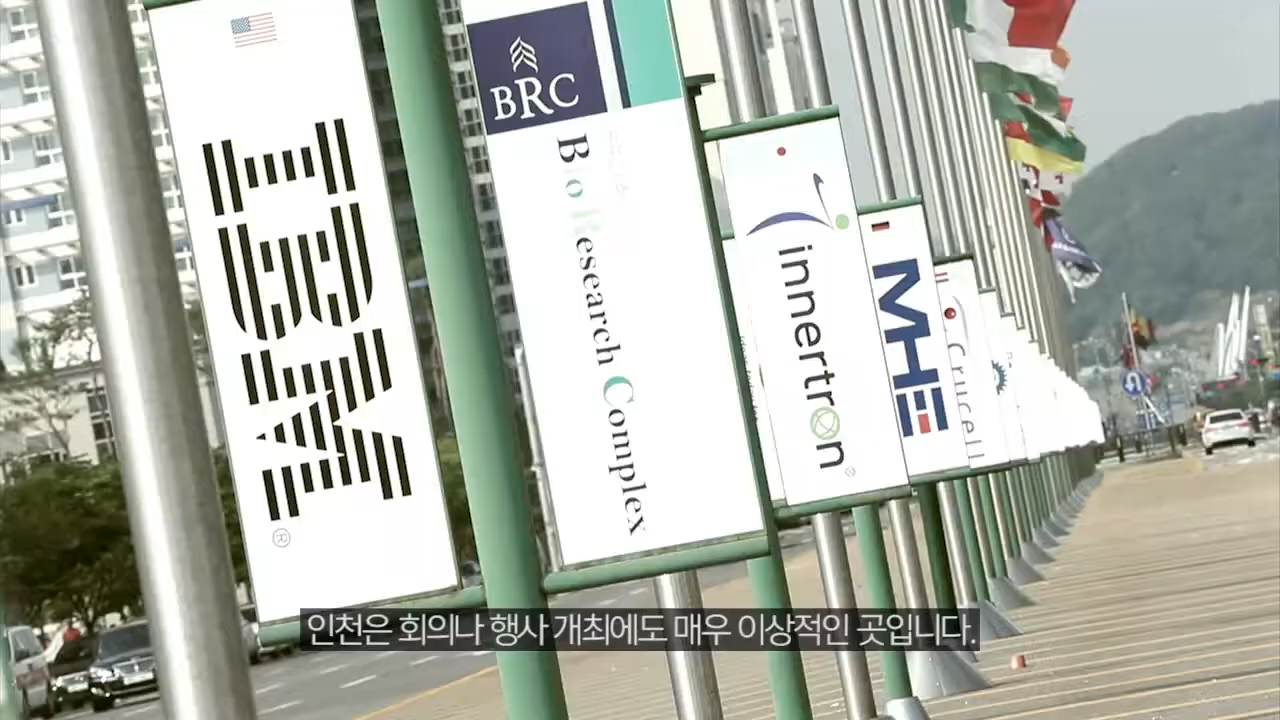 IBM
®
BRC
Bio Research Complex
innertron
®
MHE
Crucell
인천은 회의나 행사 개최에도 매우 이상적인 곳입니다.